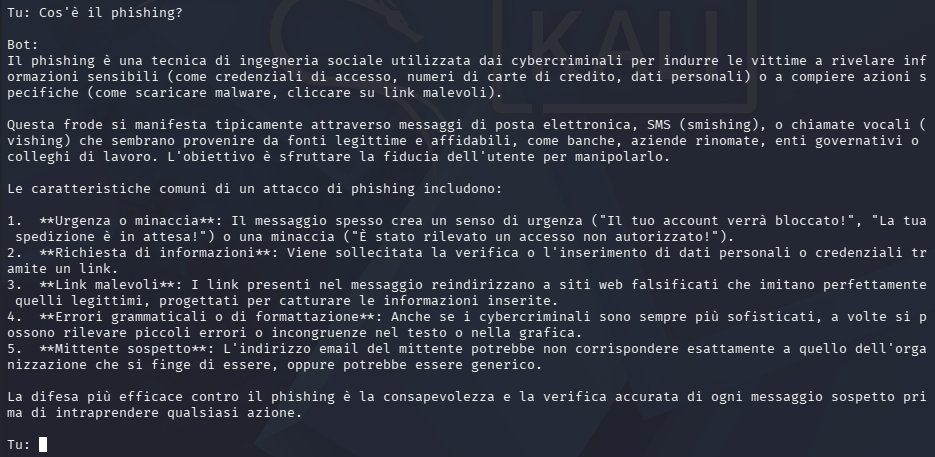 Tu: Cos'è il phishing?
Bot:
Il phishing è una tecnica di ingegneria sociale utilizzata dai cybercriminali per indurre le vittime a rivelare inf
ormazioni sensibili (come credenziali di accesso, numeri di carte di credito, dati personali) o a compiere azioni s
pecifiche (come scaricare malware, cliccare su link malevoli).
Questa frode si manifesta tipicamente attraverso messaggi di posta elettronica, SMS (smishing), o chiamate vocali (
vishing) che sembrano provenire da fonti legittime e affidabili, come banche, aziende rinomate, enti governativi o
colleghi di lavoro. L'obiettivo è sfruttare la fiducia dell'utente per manipolarlo.
Le caratteristiche comuni di un attacco di phishing includono:
1.  **Urgenza o minaccia**: Il messaggio spesso crea un senso di urgenza ("Il tuo account verrà bloccato!", "La tua
 spedizione è in attesa!") o una minaccia ("È stato rilevato un accesso non autorizzato!").
2.  **Richiesta di informazioni**: Viene sollecitata la verifica o l'inserimento di dati personali o credenziali tr
amite un link.
3.  **Link malevoli**: I link presenti nel messaggio reindirizzano a siti web falsificati che imitano perfettamente
 quelli legittimi, progettati per catturare le informazioni inserite.
4.  **Errori grammaticali o di formattazione**: Anche se i cybercriminali sono sempre più sofisticati, a volte si p
ossono rilevare piccoli errori o incongruenze nel testo o nella grafica.
5.  **Mittente sospetto**: L'indirizzo email del mittente potrebbe non corrispondere esattamente a quello dell'orga
nizzazione che si finge di essere, oppure potrebbe essere generico.
La difesa più efficace contro il phishing è la consapevolezza e la verifica accurata di ogni messaggio sospetto pri
ma di intraprendere qualsiasi azione.
Tu:
KALI